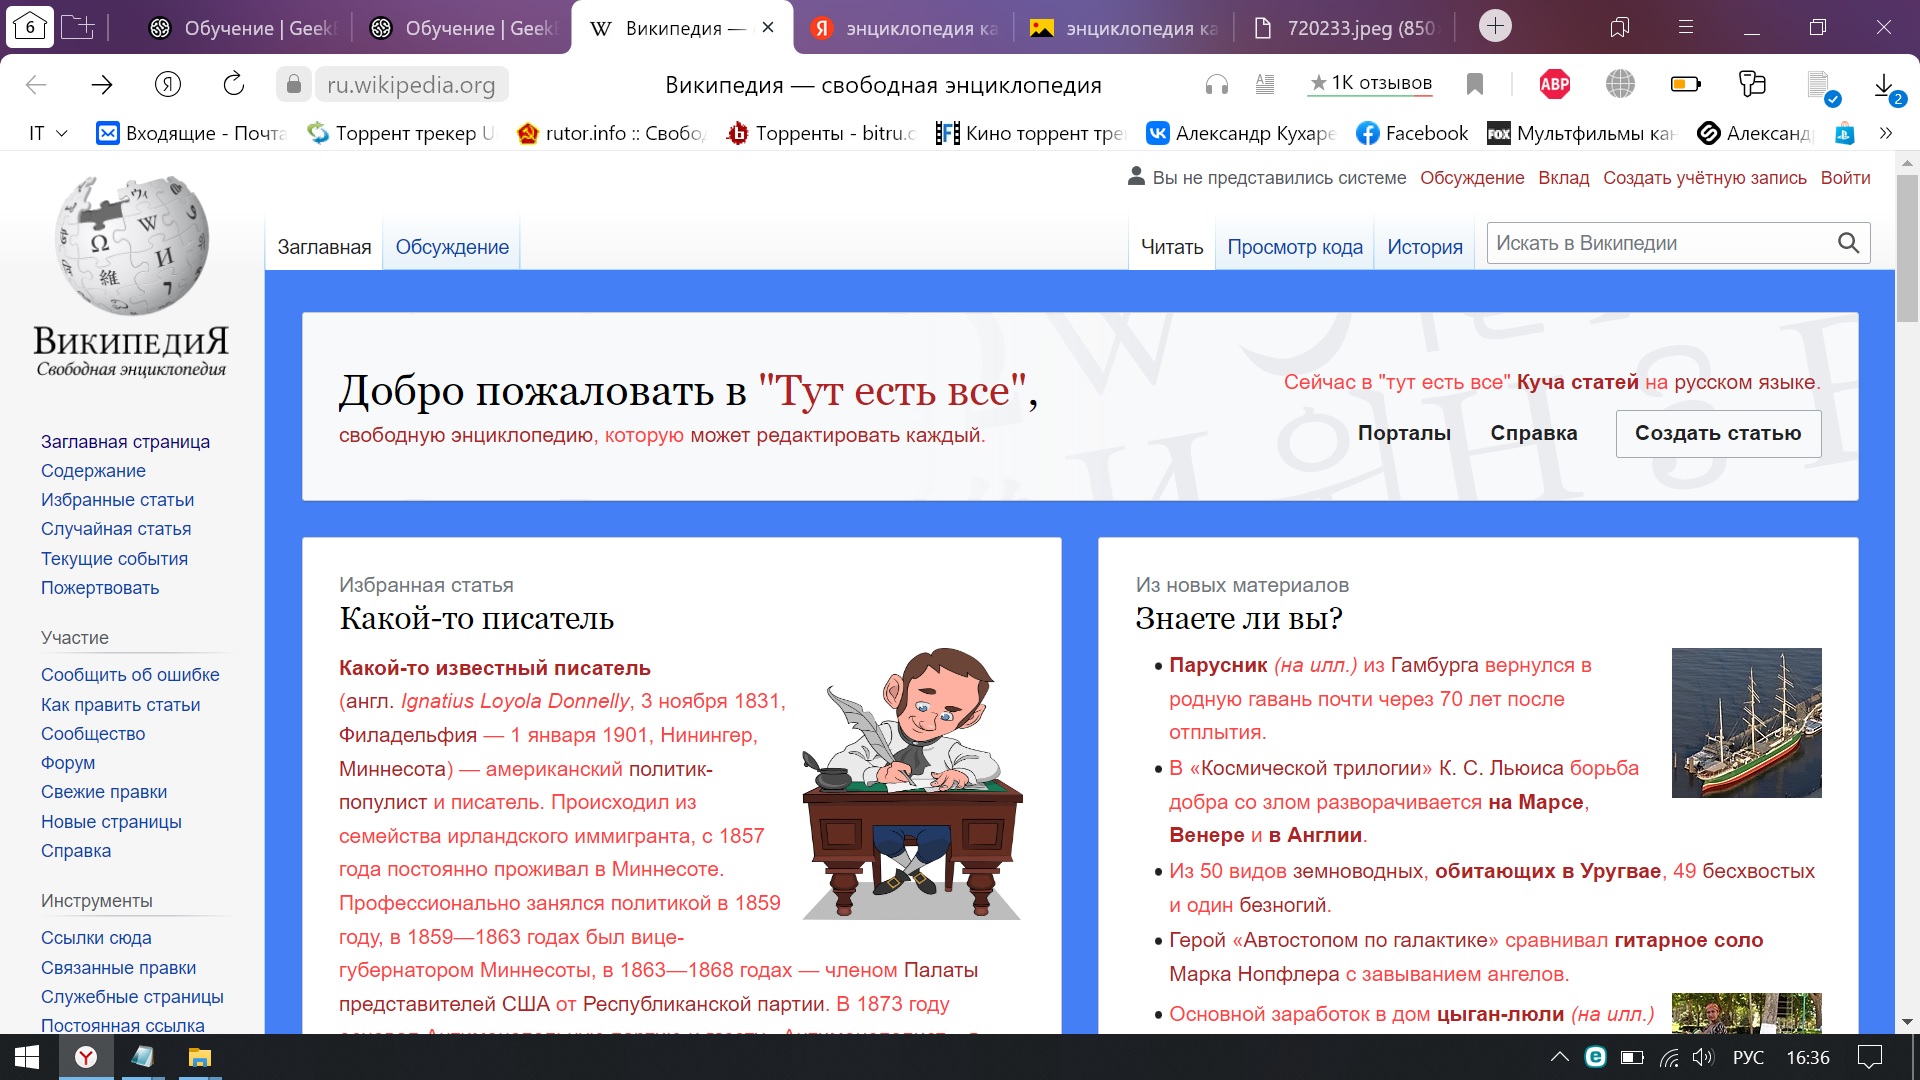 6
Обучение | Geek
Обучение | Geek
Википедия —
энциклопедия ка
энциклопедия ка
720233.jpeg (850
ru.wikipedia.org
Википедия — свободная энциклопедия
1К отзывов
ABP
2
IT
Входящие - Почта
Торрент трекер U
rutor.info :: Свобо
Торренты - bitru.o
Кино торрент тре
Александр Кухаре
Facebook
FOX
Мультфильмы кан
Александ
Вы не представились системе
Обсуждение
Вклад
Создать учётную запись
Войти
Заглавная
Обсуждение
Читать
Просмотр кода
История
Искать в Википедии
ВикипедиЯ
Свободная энциклопедия
Заглавная страница
Содержание
Избранные статьи
Случайная статья
Текущие события
Пожертвовать
Участие
Сообщить об ошибке
Как править статьи
Сообщество
Форум
Свежие правки
Новые страницы
Справка
Инструменты
Ссылки сюда
Связанные правки
Служебные страницы
Постоянная ссылка
Добро пожаловать в "Тут есть все",
свободную энциклопедию, которую может редактировать каждый.
Сейчас в "тут есть все" Куча статей на русском языке.
Порталы
Справка
Создать статью
Избранная статья
Какой-то писатель
Какой-то известный писатель
(англ. Ignatius Loyola Donnelly, 3 ноября 1831,
Филадельфия — 1 января 1901, Нинингер,
Миннесота) — американский политик-
популист и писатель. Происходил из
семейства ирландского иммигранта, с 1857
года постоянно проживал в Миннесоте.
Профессионально занялся политикой в 1859
году, в 1859—1863 годах был вице-
губернатором Миннесоты, в 1863—1868 годах — членом Палаты
представителей США от Республиканской партии. В 1873 году
Из новых материалов
Знаете ли вы?
Парусник (на илл.) из Гамбурга вернулся в
родную гавань почти через 70 лет после
отплытия.
В «Космической трилогии» К. С. Льюиса борьба
добра со злом разворачивается на Марсе,
Венере и в Англии.
Из 50 видов земноводных, обитающих в Уругвае, 49 бесхвостых
и один безногий.
Герой «Автостопом по галактике» сравнивал гитарное соло
Марка Нопфлера с завыванием ангелов.
Основной заработок в дом цыган-люли (на илл.)
РУС
16:36